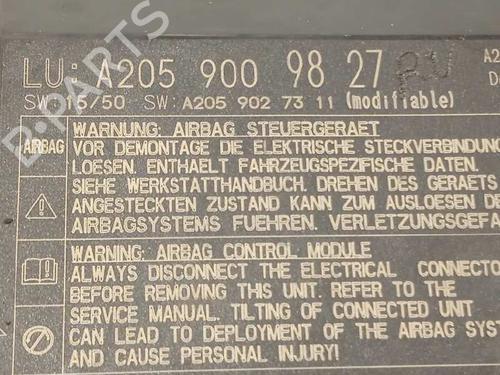 LU: A205 900 98 27
A2
D
SW: 15/50 SW: A205 902 73 11 (modifiable)
WARNUNG: AIRBAG STEUERGERAET
AIRBAG VOR DEMONTAGE DIE ELEKTRISCHE STECKVERBINDUN
LOESEN. ENTHAELT FAHRZEUGSPEZIFISCHE DATEN.
SIEHE WERKSTATTHANDBUCH. DREHEN DES GERAETS
ANGESTECKTEN ZUSTAND KANN ZUM AUSLOESEN DE
AIRBAGSYSTEMS FUEHREN. VERLETZUNGSGEFA
WARNING: AIRBAG CONTROL MODULE
ALWAYS DISCONNECT THE ELECTRICAL CONNECTO
BEFORE REMOVING THIS UNIT. REFER TO THE
SERVICE MANUAL. TILTING OF CONNECTED UNIT
CAN LEAD TO DEPLOYMENT OF THE AIRBAG SYS
AND CAUSE PERSONAL INJURY!
B-PARTS